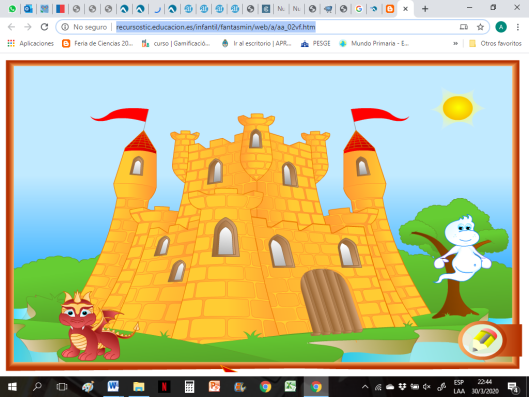 No seguro | recursostic.educacion.es/infantil/fantasmin/web/a/aa_02vf.htm
Aplicaciones Feria de Ciencias 20... curso | Gamificació... Ir al escritorio | APR... PESGE Mundo Primaria - E... » Otros favoritos
ESP 22:44
LAA 30/3/2020